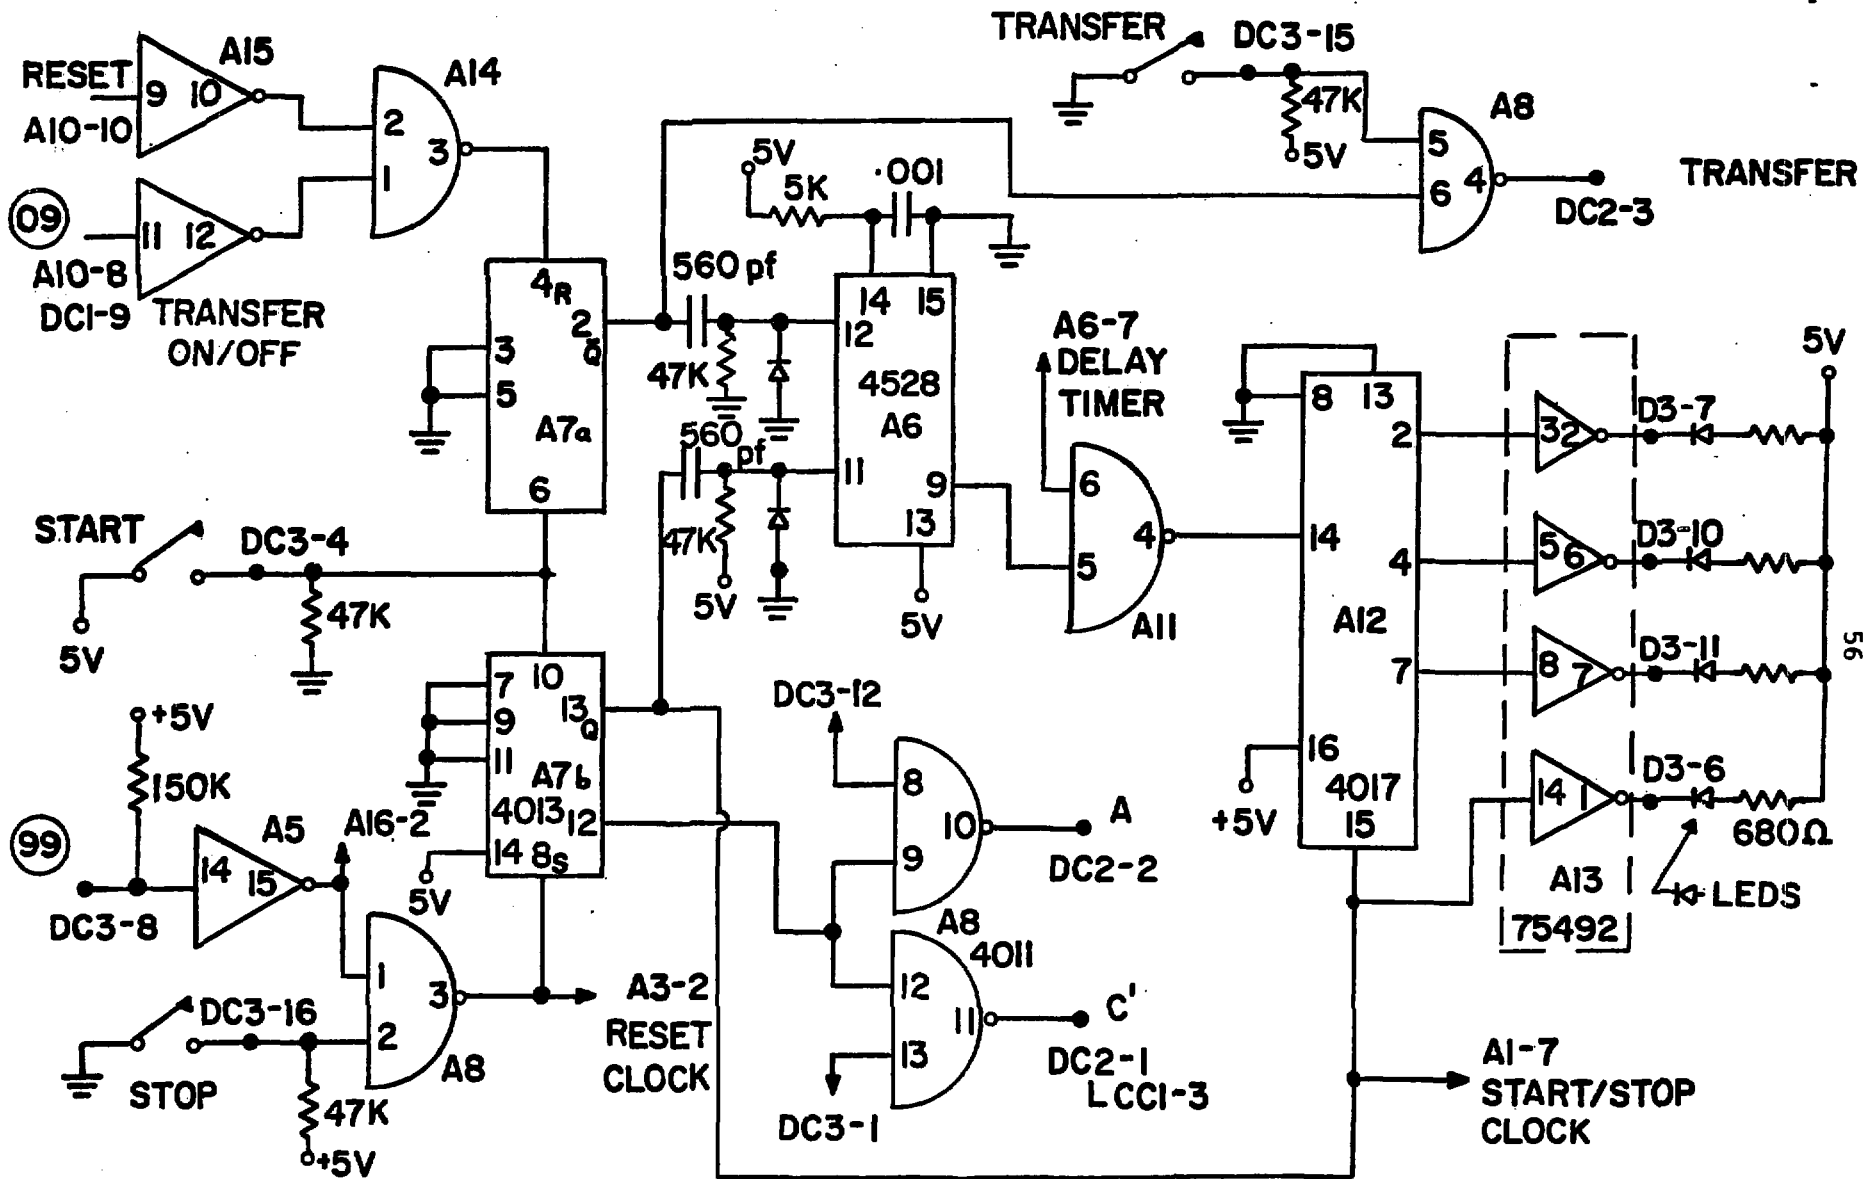 RESET
A10-10
9
10
A15
A14
2
1
3
09
11
12
A10-8
DC1-9
TRANSFER
ON/OFF
TRANSFER
DC3-15
47K
5V
A8
5
6
4
TRANSFER
DC2-3
5V
5K
.001
4R
2
Q̄
3
5
A7a
6
560 pf
47K
560
pf
47K
5V
14
15
12
4528
A6
11
9
13
5V
A6-7
DELAY
TIMER
6
5
4
A11
8
13
2
14
4
A12
7
16
+5V
4017
15
3
2
5
6
8
7
14
1
A13
75492
D3-7
D3-10
D3-11
D3-6
5V
680Ω
LEDS
56
START
DC3-4
5V
47K
7
9
11
10
13
Q
A7b
4013
12
14
8S
5V
+5V
150K
99
DC3-8
A5
14
15
A16-2
STOP
DC3-16
47K
+5V
1
2
3
A8
A3-2
RESET
CLOCK
DC3-12
8
9
10
A
DC2-2
A8
4011
12
13
11
C'
DC2-1
LCC1-3
DC3-1
A1-7
START/STOP
CLOCK